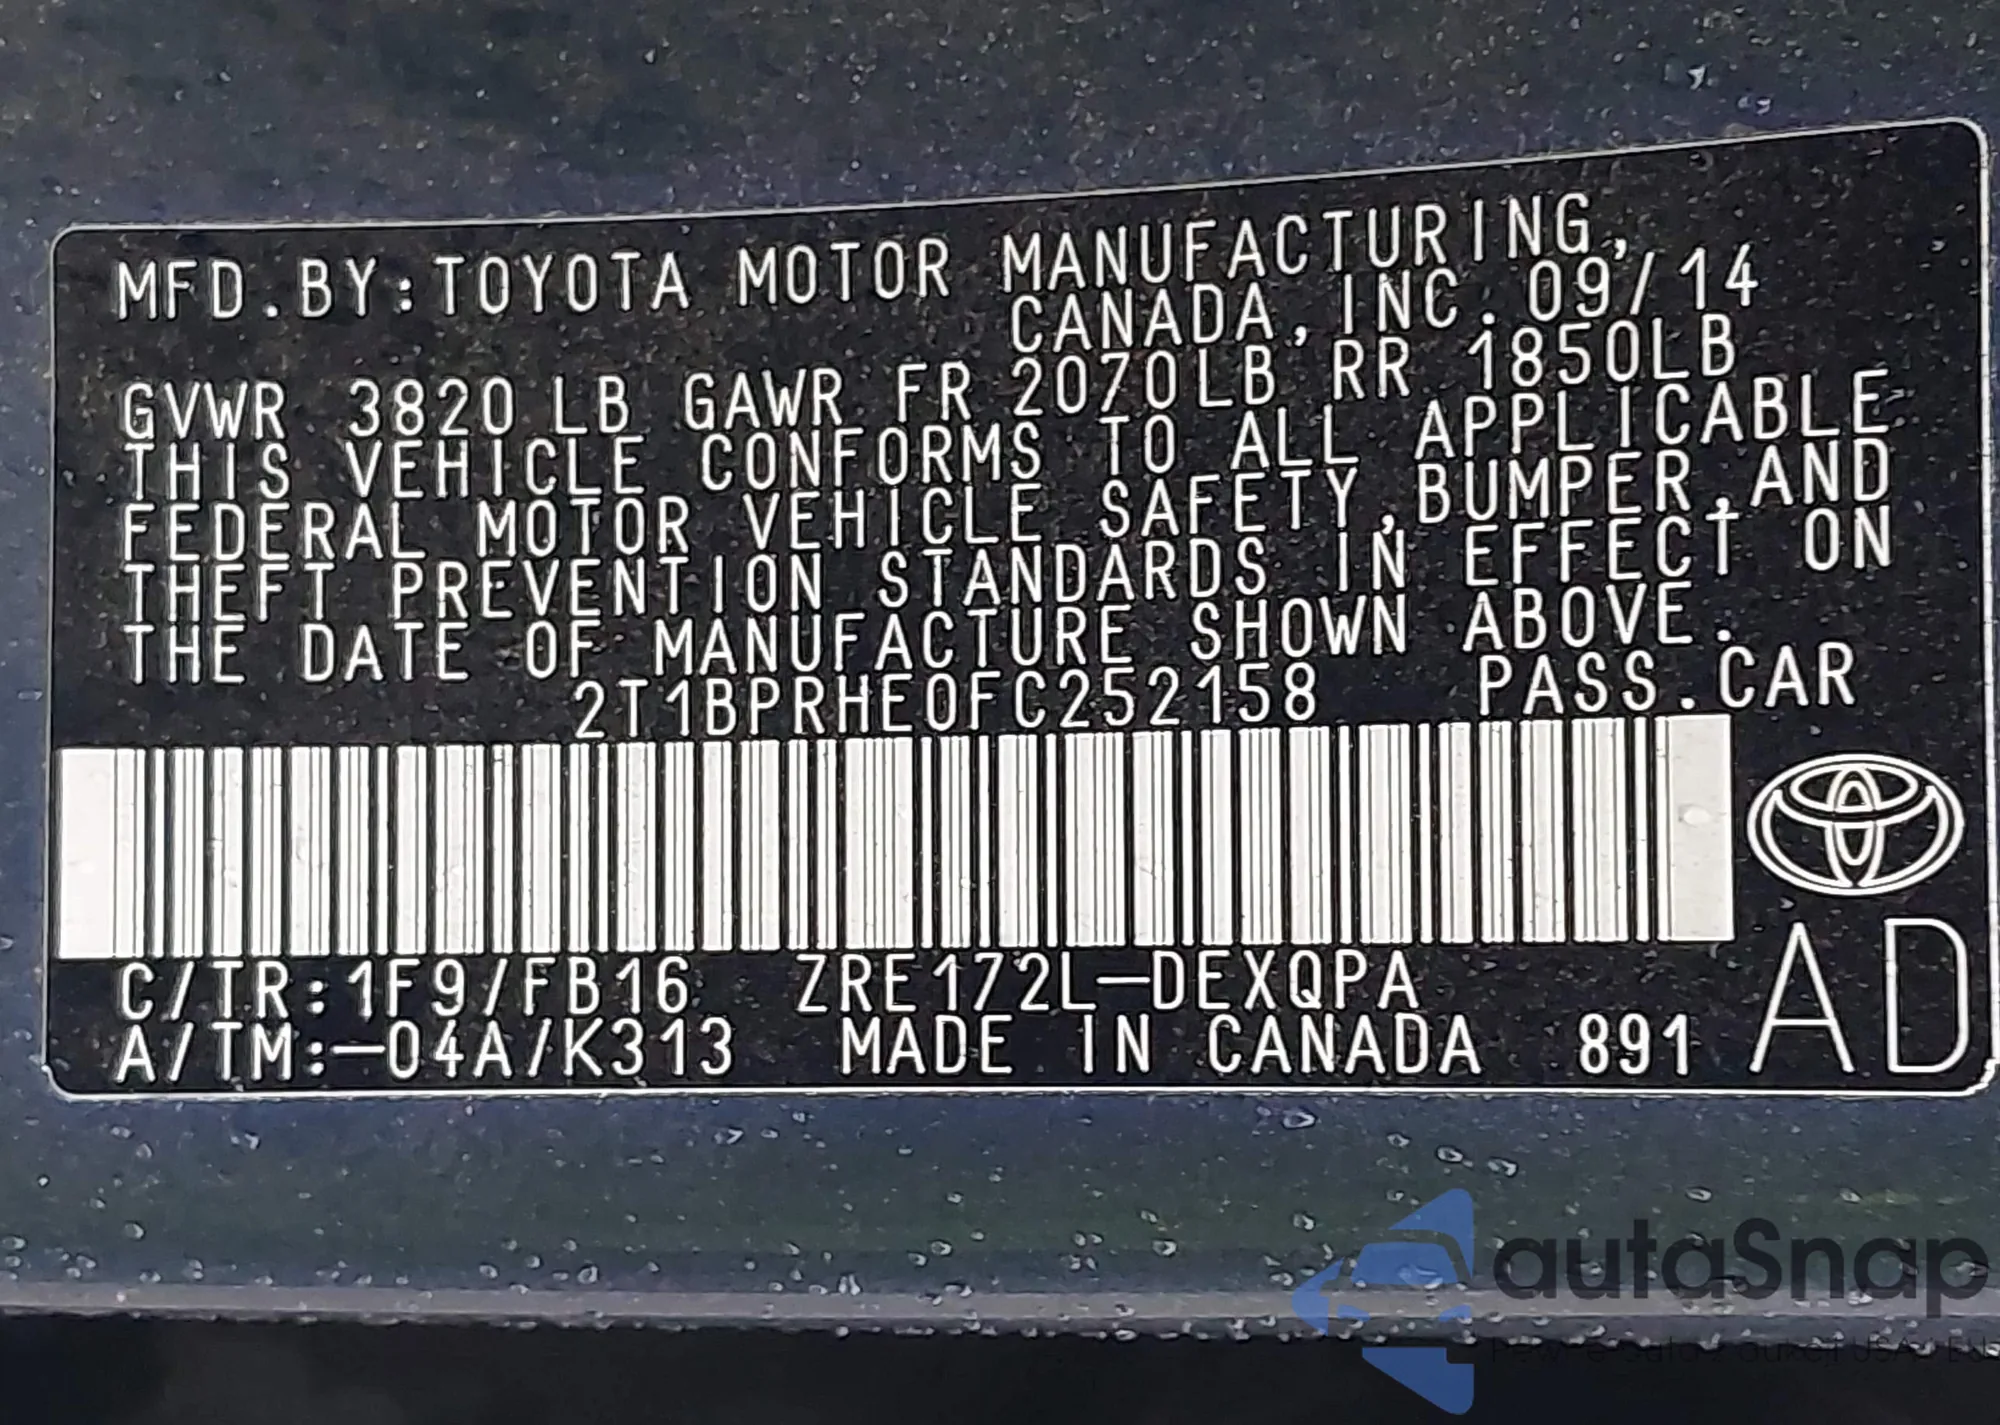 MFD.BY:TOYOTA MOTOR MANUFACTURING,
CANADA, INC. 09/14
GVWR 3820 LB GAWR FR 2070LB RR 1850LB
THIS VEHICLE CONFORMS TO ALL APPLICABLE
FEDERAL MOTOR VEHICLE SAFETY,BUMPER,AND
THEFT PREVENTION STANDARDS IN EFFECT ON
THE DATE OF MANUFACTURE SHOWN ABOVE.
2T1BPRHE0FC252158 PASS.CAR
C/TR:1F9/FB16 ZRE172L-DEXQPA
A/TM:-04A/K313 MADE IN CANADA 891
AD
autaSnap
USA